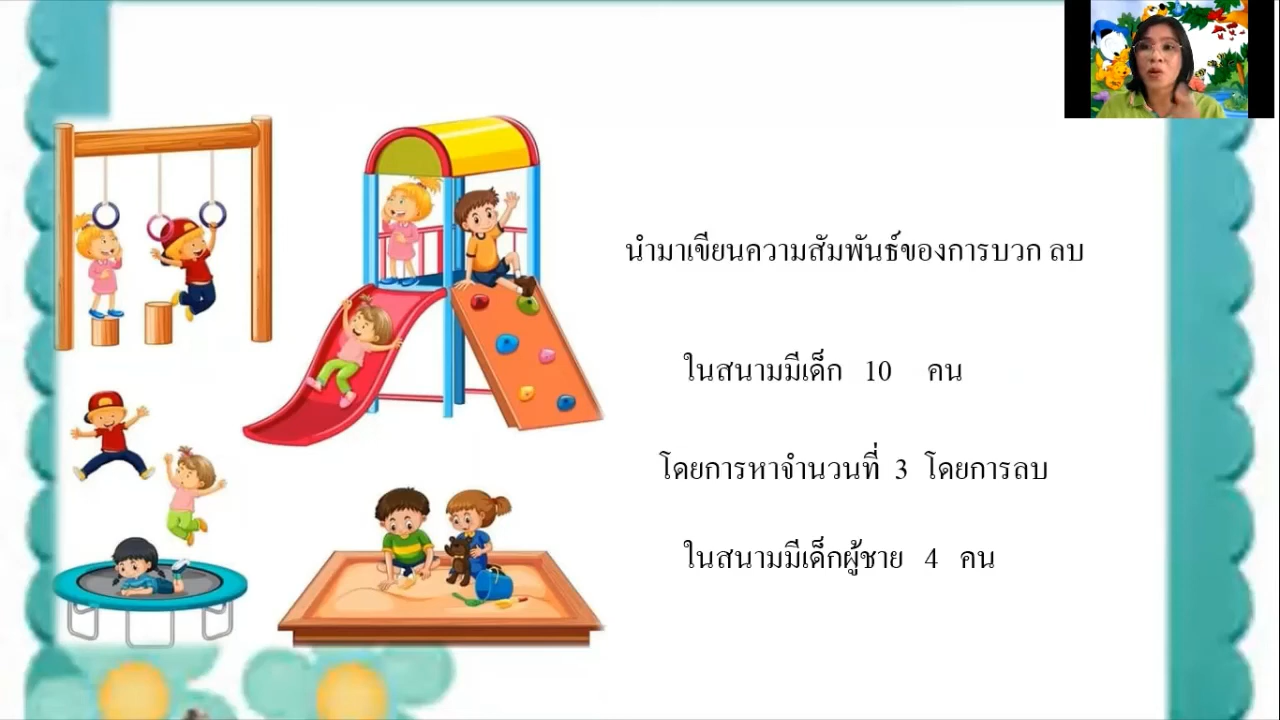 นำมาเขียนความสัมพันธ์ของการบวก ลบ
ในสนามมีเด็ก 10 คน
โดยการหาจำนวนที่ 3 โดยการลบ
ในสนามมีเด็กผู้ชาย 4 คน